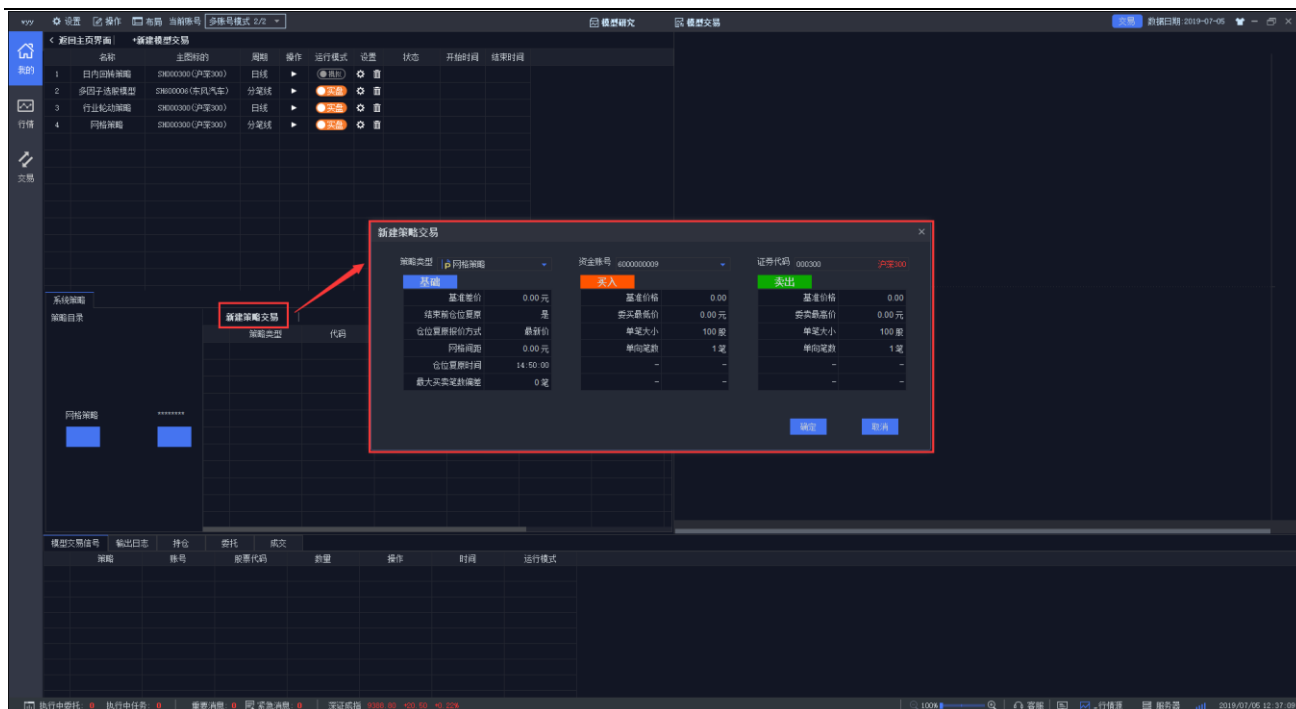 vyy 设置 操作 布局 当前账号 多账号模式 2/2 模型研究 模型交易 交易 数据日期:2019-07-05
< 返回主页界面 +新建模型交易
我的
行情
交易
名称 主图标的 周期 操作 运行模式 设置 状态 开始时间 结束时间
1 日内回转策略 SH000300(沪深300) 日线 模拟
2 多因子选股模型 SH600006(东风汽车) 分笔线 实盘
3 行业轮动策略 SH000300(沪深300) 日线 实盘
4 网格策略 SH000300(沪深300) 分笔线 实盘
新建策略交易
策略类型 网格策略 资金账号 6000000009 证券代码 000300 沪深300
基础 买入 卖出
基准差价 0.00元 基准价格 0.00 基准价格 0.00
结束前仓位复原 是 委买最低价 0.00元 委卖最高价 0.00元
仓位复原报价方式 最新价 单笔大小 100股 单笔大小 100股
网格间距 0.00元 单向笔数 1笔 单向笔数 1笔
仓位复原时间 14:50:00 - - - -
最大买卖笔数偏差 0笔 - - - -
确定 取消
系统策略
策略目录 新建策略交易
策略类型 代码
网格策略 ********
模型交易信号 输出日志 持仓 委托 成交
策略 账号 股票代码 数量 操作 时间 运行模式
执行中委托: 0 执行中任务: 0 重要消息: 0 紧急消息: 0 深证成指 100% 客服 行情源 服务器 2019/07/05 12:37:09